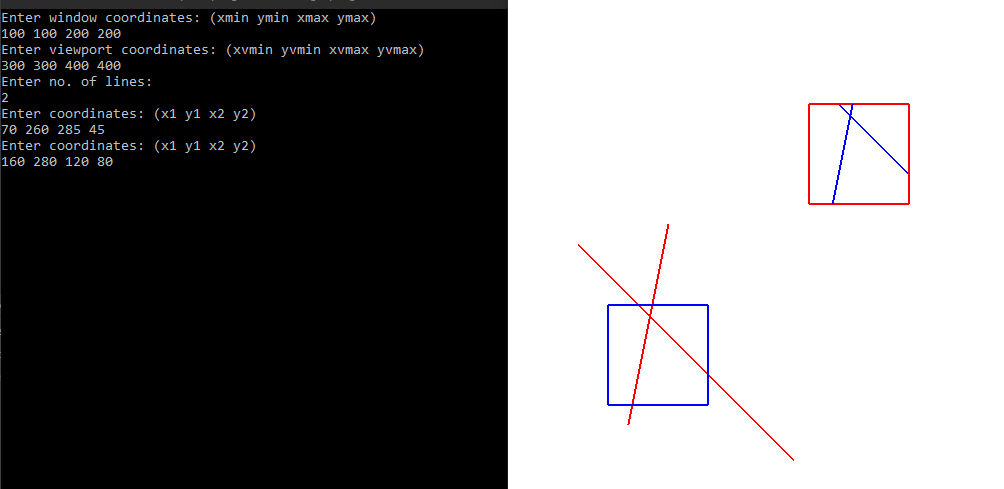 Enter window coordinates: (xmin ymin xmax ymax)
100 100 200 200
Enter viewport coordinates: (xvmin yvmin xvmax yvmax)
300 300 400 400
Enter no. of lines:
2
Enter coordinates: (x1 y1 x2 y2)
70 260 285 45
Enter coordinates: (x1 y1 x2 y2)
160 280 120 80